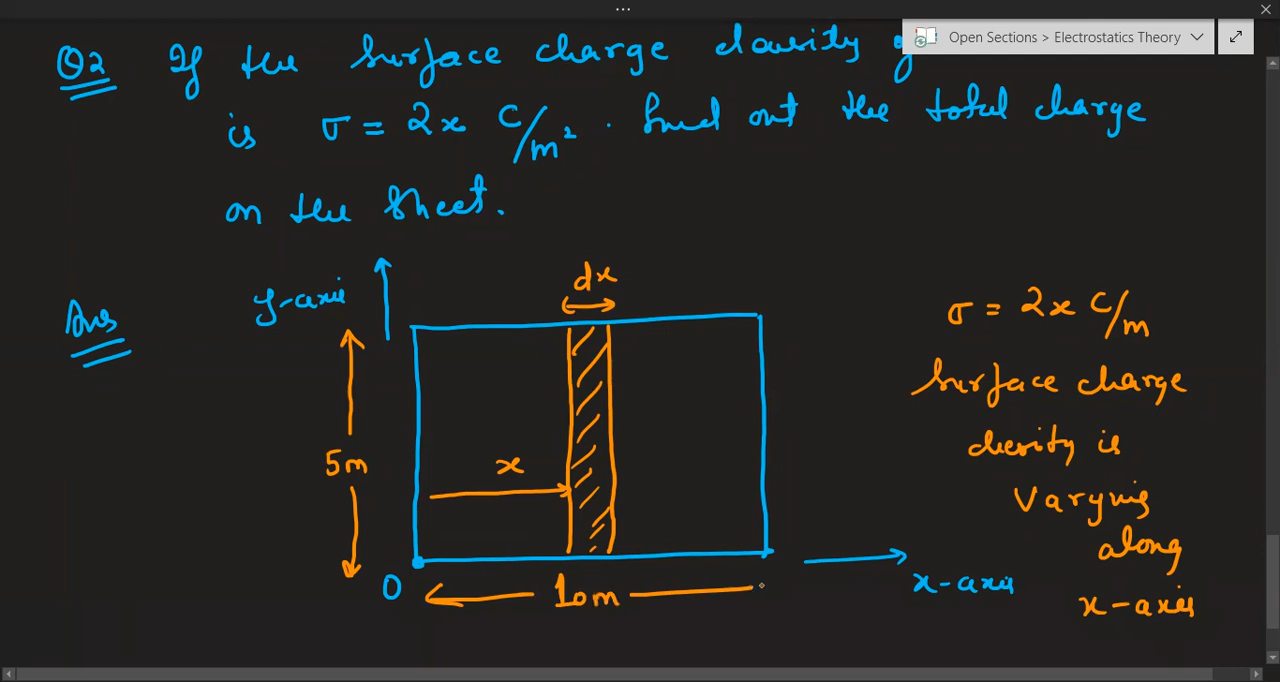 Open Sections > Electrostatics Theory
Q2 If the surface charge density
is σ = 2x C/m². Find out the total charge
on the sheet.
Ans
y-axis
dx
5m
x
0
10m
x-axis
σ = 2x C/m
Surface charge
density is
varying
along
x-axis